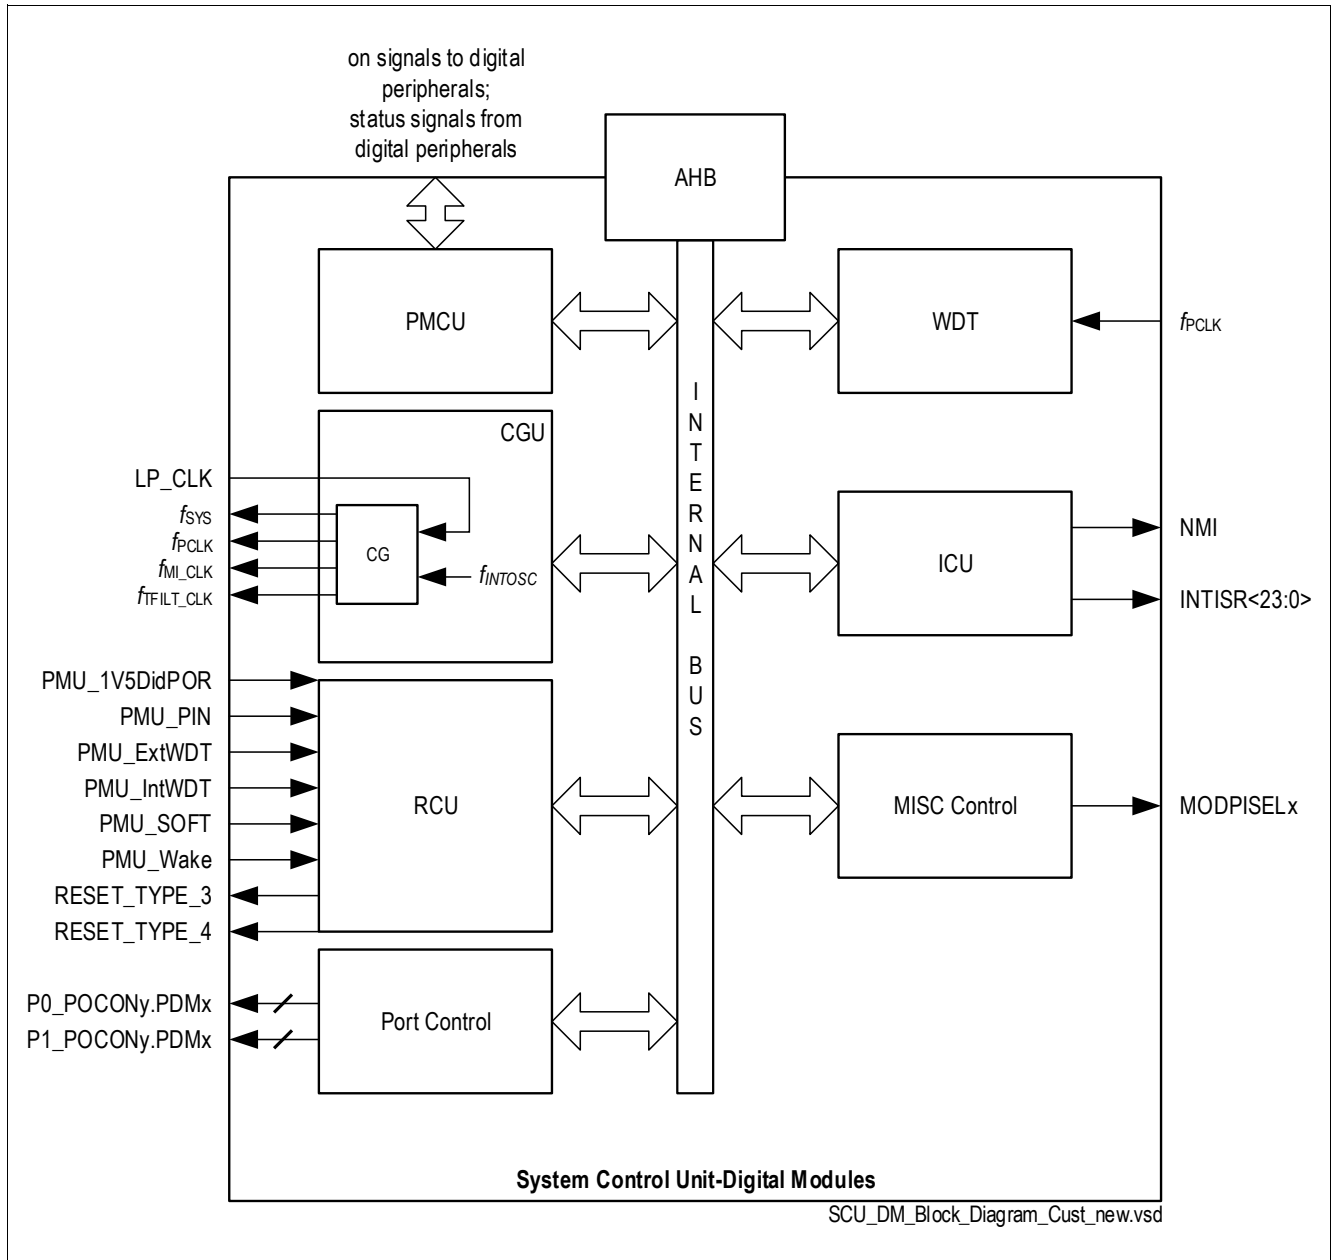 on signals to digital
peripherals;
status signals from
digital peripherals
AHB
PMCU
WDT
fPCLK
INTERNAL BUS
CGU
LP_CLK
fSYS
fPCLK
fMI_CLK
fTFILT_CLK
CG
fINTOSC
ICU
NMI
INTISR<23:0>
PMU_1V5DidPOR
PMU_PIN
PMU_ExtWDT
PMU_IntWDT
PMU_SOFT
PMU_Wake
RESET_TYPE_3
RESET_TYPE_4
RCU
MISC Control
MODPISELx
P0_POCONy.PDMx
P1_POCONy.PDMx
Port Control
System Control Unit-Digital Modules
SCU_DM_Block_Diagram_Cust_new.vsd